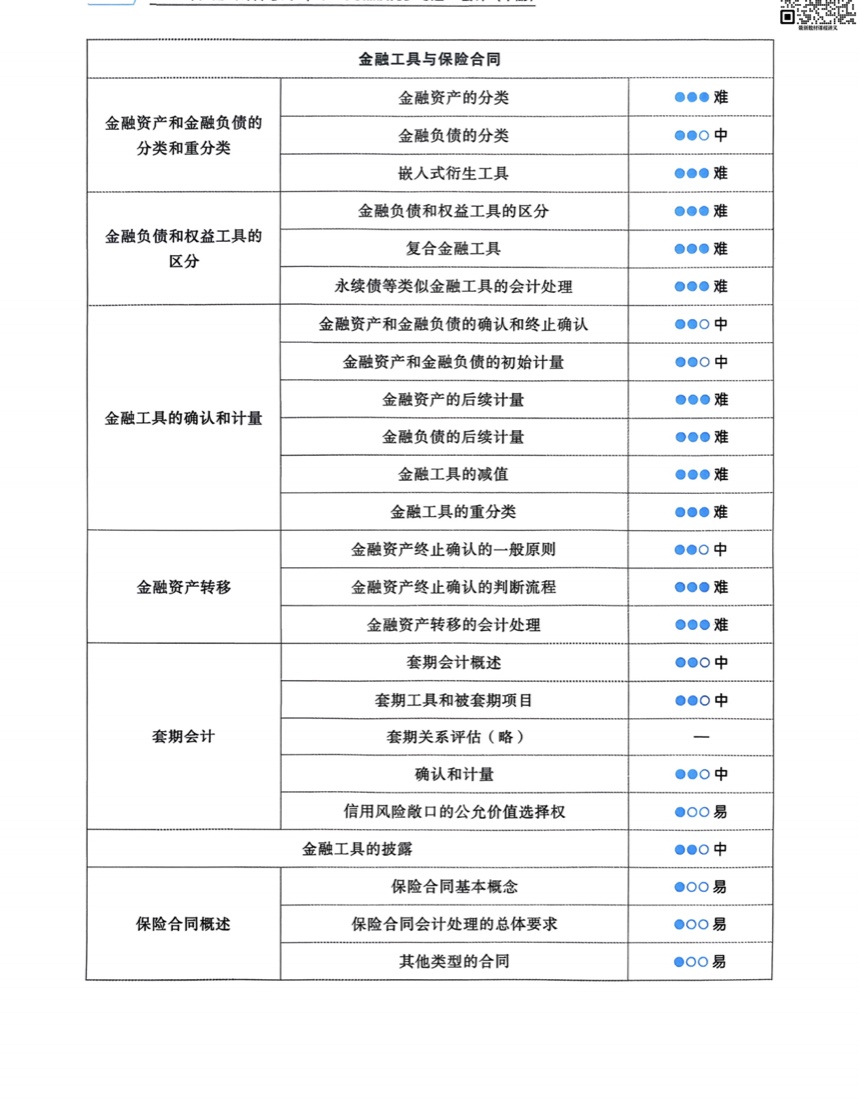 金融工具与保险合同
金融资产和金融负债的
分类和重分类
金融资产的分类
难
金融负债的分类
中
嵌入式衍生工具
难
金融负债和权益工具的
区分
金融负债和权益工具的区分
难
复合金融工具
难
永续债等类似金融工具的会计处理
难
金融工具的确认和计量
金融资产和金融负债的确认和终止确认
中
金融资产和金融负债的初始计量
中
金融资产的后续计量
难
金融负债的后续计量
难
金融工具的减值
难
金融工具的重分类
难
金融资产转移
金融资产终止确认的一般原则
中
金融资产终止确认的判断流程
难
金融资产转移的会计处理
难
套期会计
套期会计概述
中
套期工具和被套期项目
中
套期关系评估（略）
—
确认和计量
中
信用风险敞口的公允价值选择权
易
金融工具的披露
中
保险合同概述
保险合同基本概念
易
保险合同会计处理的总体要求
易
其他类型的合同
易